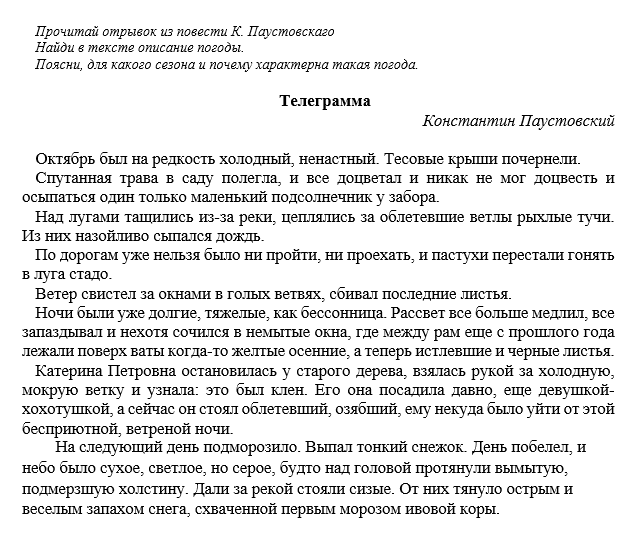 Прочитай отрывок из повести К. Паустовскаго
Найди в тексте описание погоды.
Поясни, для какого сезона и почему характерна такая погода.
Телеграмма
Константин Паустовский
Октябрь был на редкость холодный, ненастный. Тесовые крыши почернели.
Спутанная трава в саду полегла, и все доцветал и никак не мог доцвесть и
осыпаться один только маленький подсолнечник у забора.
Над лугами тащились из-за реки, цеплялись за облетевшие ветлы рыхлые тучи.
Из них назойливо сыпался дождь.
По дорогам уже нельзя было ни пройти, ни проехать, и пастухи перестали гонять
в луга стадо.
Ветер свистел за окнами в голых ветвях, сбивал последние листья.
Ночи были уже долгие, тяжелые, как бессонница. Рассвет все больше медлил, все
запаздывал и нехотя сочился в немытые окна, где между рам еще с прошлого года
лежали поверх ваты когда-то желтые осенние, а теперь истлевшие и черные листья.
Катерина Петровна остановилась у старого дерева, взялась рукой за холодную,
мокрую ветку и узнала: это был клен. Его она посадила давно, еще девушкой-
хохотушкой, а сейчас он стоял облетевший, озябший, ему некуда было уйти от этой
бесприютной, ветреной ночи.
На следующий день подморозило. Выпал тонкий снежок. День побелел, и
небо было сухое, светлое, но серое, будто над головой протянули вымытую,
подмерзшую холстину. Дали за рекой стояли сизые. От них тянуло острым и
веселым запахом снега, схваченной первым морозом ивовой коры.